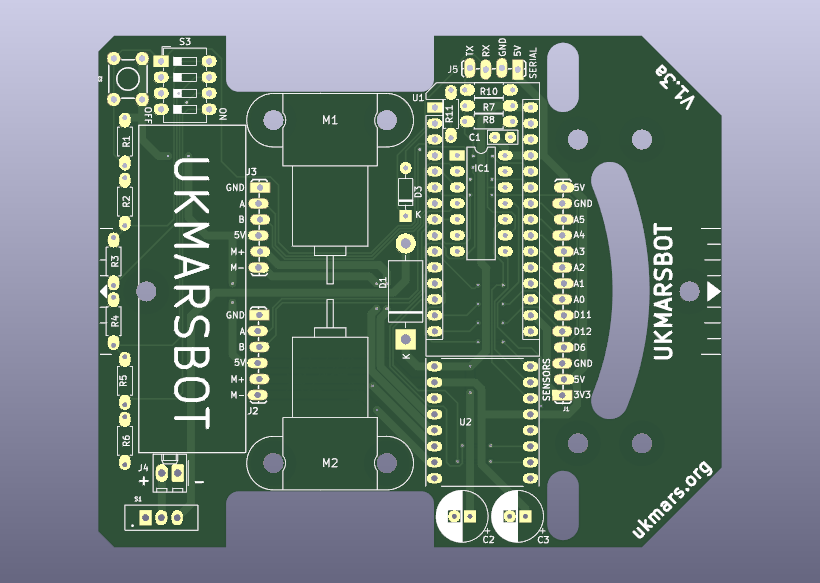 S3
OFF
ON
TX
RX
GND
5V
J5
SERIAL
V1.3a
U1
R10
R7
R8
R11
C1
IC1
M1
R1
R2
R3
R4
R5
R6
UKMARSBOT
J3
GND
A
B
5V
M+
M-
GND
A
B
5V
M+
M-
J2
D3
K
D1
K
5V
GND
A5
A4
A3
A2
A1
A0
D11
D12
D6
GND
5V
3V3
SENSORS
J1
UKMARSBOT
U2
M2
J4
+
-
S1
+
C2
+
C3
ukmars.org